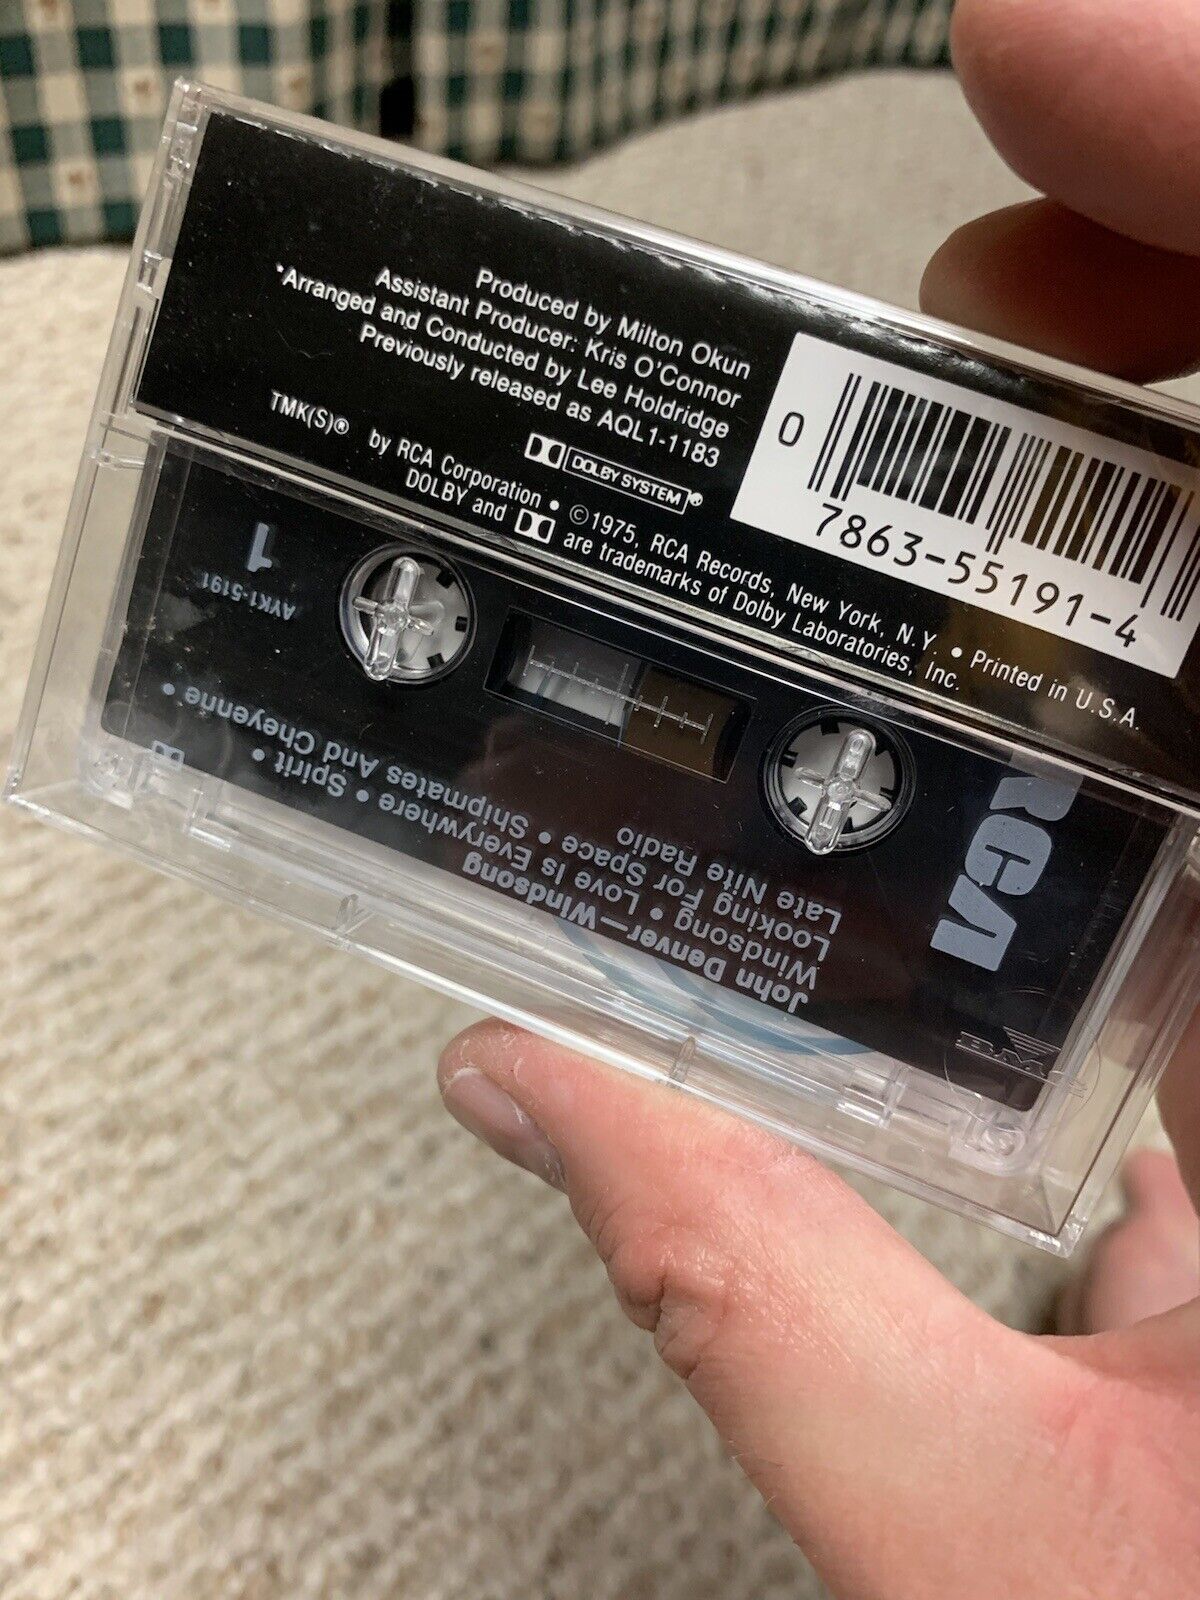 Produced by Milton Okun
Assistant Producer: Kris O'Connor
*Arranged and Conducted by Lee Holdridge
Previously released as AQL1-1183
DOLBY SYSTEM®
TMK(S)® by RCA Corporation • ©1975, RCA Records, New York, N.Y. • Printed in U.S.A.
DOLBY and are trademarks of Dolby Laboratories, Inc.
0 7863-55191-4
RCA
BMG
John Denver—Windsong
Windsong • Love Is Everywhere • Spirit •
Looking For Space • Shipmates And Cheyenne •
Late Nite Radio
1
AYK1-5191